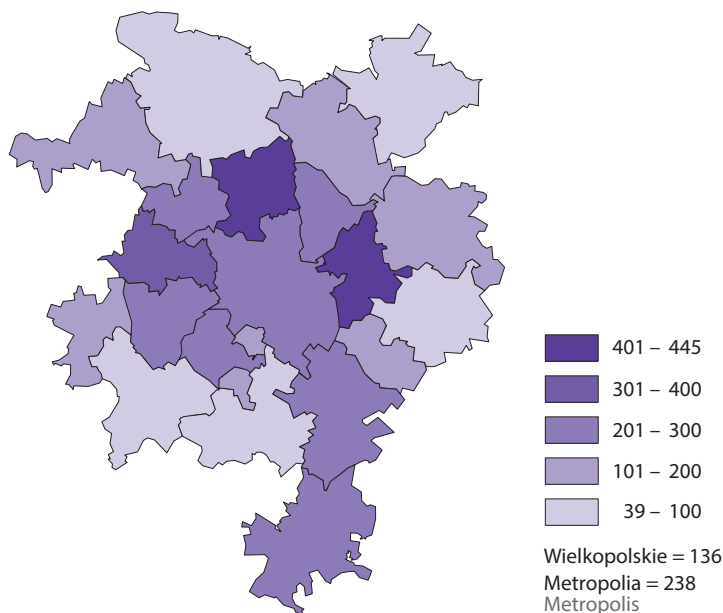 401 – 445
301 – 400
201 – 300
101 – 200
39 – 100
Wielkopolskie = 136
Metropolia = 238
Metropolis